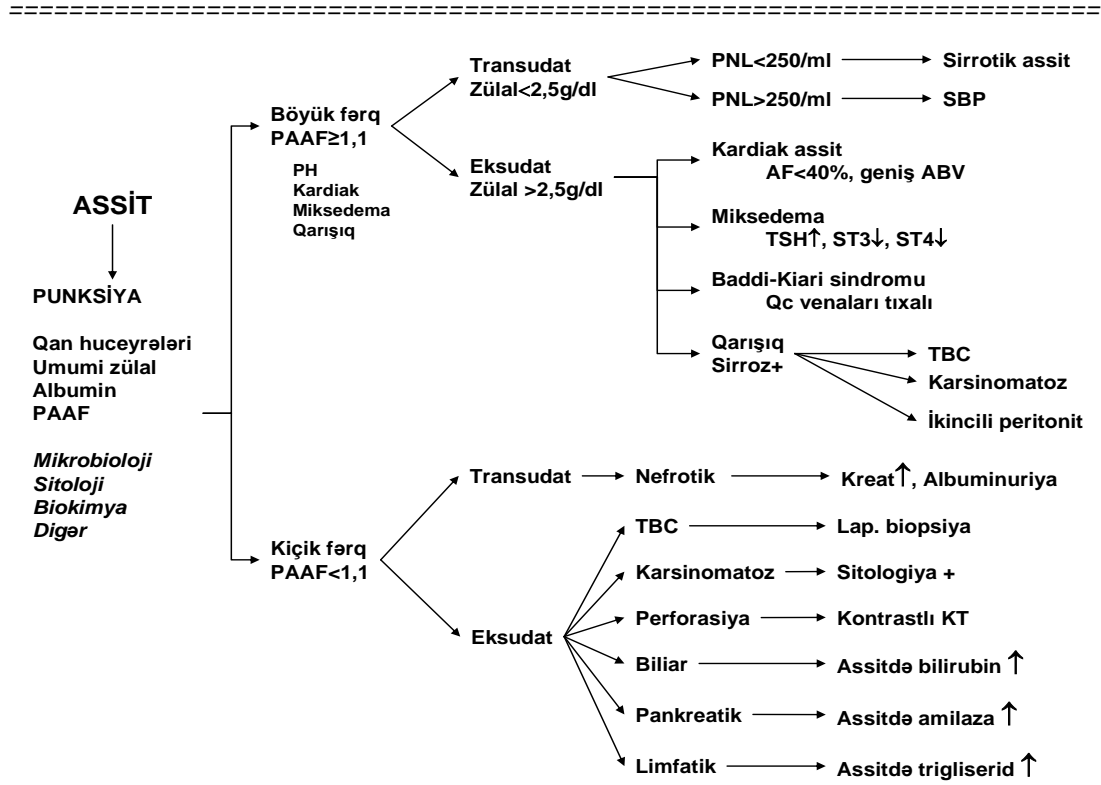 ASSİT
PUNKSİYA
Qan huceyrələri
Umumi zülal
Albumin
PAAF
Mikrobioloji
Sitoloji
Biokimya
Digər
Böyük fərq
PAAF≥1,1
PH
Kardiak
Miksedema
Qarışıq
Transudat
Zülal<2,5g/dl
PNL<250/ml
Sirrotik assit
PNL>250/ml
SBP
Eksudat
Zülal >2,5g/dl
Kardiak assit
AF<40%, geniş ABV
Miksedema
TSH↑, ST3↓, ST4↓
Baddi-Kiari sindromu
Qc venaları tıxalı
Qarışıq
Sirroz+
TBC
Karsinomatoz
İkincili peritonit
Kiçik fərq
PAAF<1,1
Transudat
Nefrotik
Kreat↑, Albuminuriya
Eksudat
TBC
Lap. biopsiya
Karsinomatoz
Sitologiya +
Perforasiya
Kontrastlı KT
Biliar
Assitdə bilirubin ↑
Pankreatik
Assitdə amilaza ↑
Limfatik
Assitdə trigliserid ↑